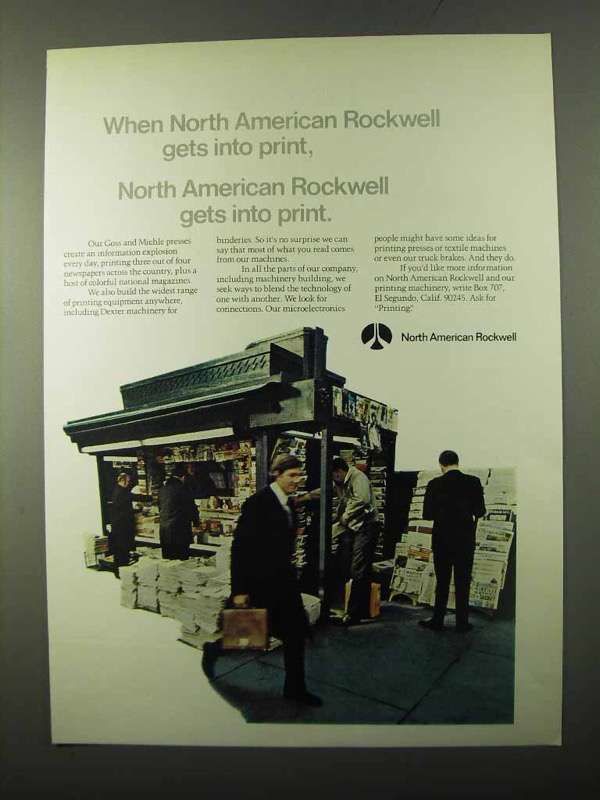 When North American Rockwell
gets into print,
North American Rockwell
gets into print.
Our Goss and Miehle presses
create an information explosion
every day, printing three out of four
newspapers across the country, plus a
host of colorful national magazines.
We also build the widest range
of printing equipment anywhere,
including Dexter machinery for
binderies. So it's no surprise we can
say that most of what you read comes
from our machines.
In all the parts of our company,
including machinery building, we
seek ways to blend the technology of
one with another. We look for
connections. Our microelectronics
people might have some ideas for
printing presses or textile machines
or even our truck brakes. And they do.
If you'd like more information
on North American Rockwell and our
printing machinery, write Box 707,
El Segundo, Calif. 90245. Ask for
"Printing."
North American Rockwell